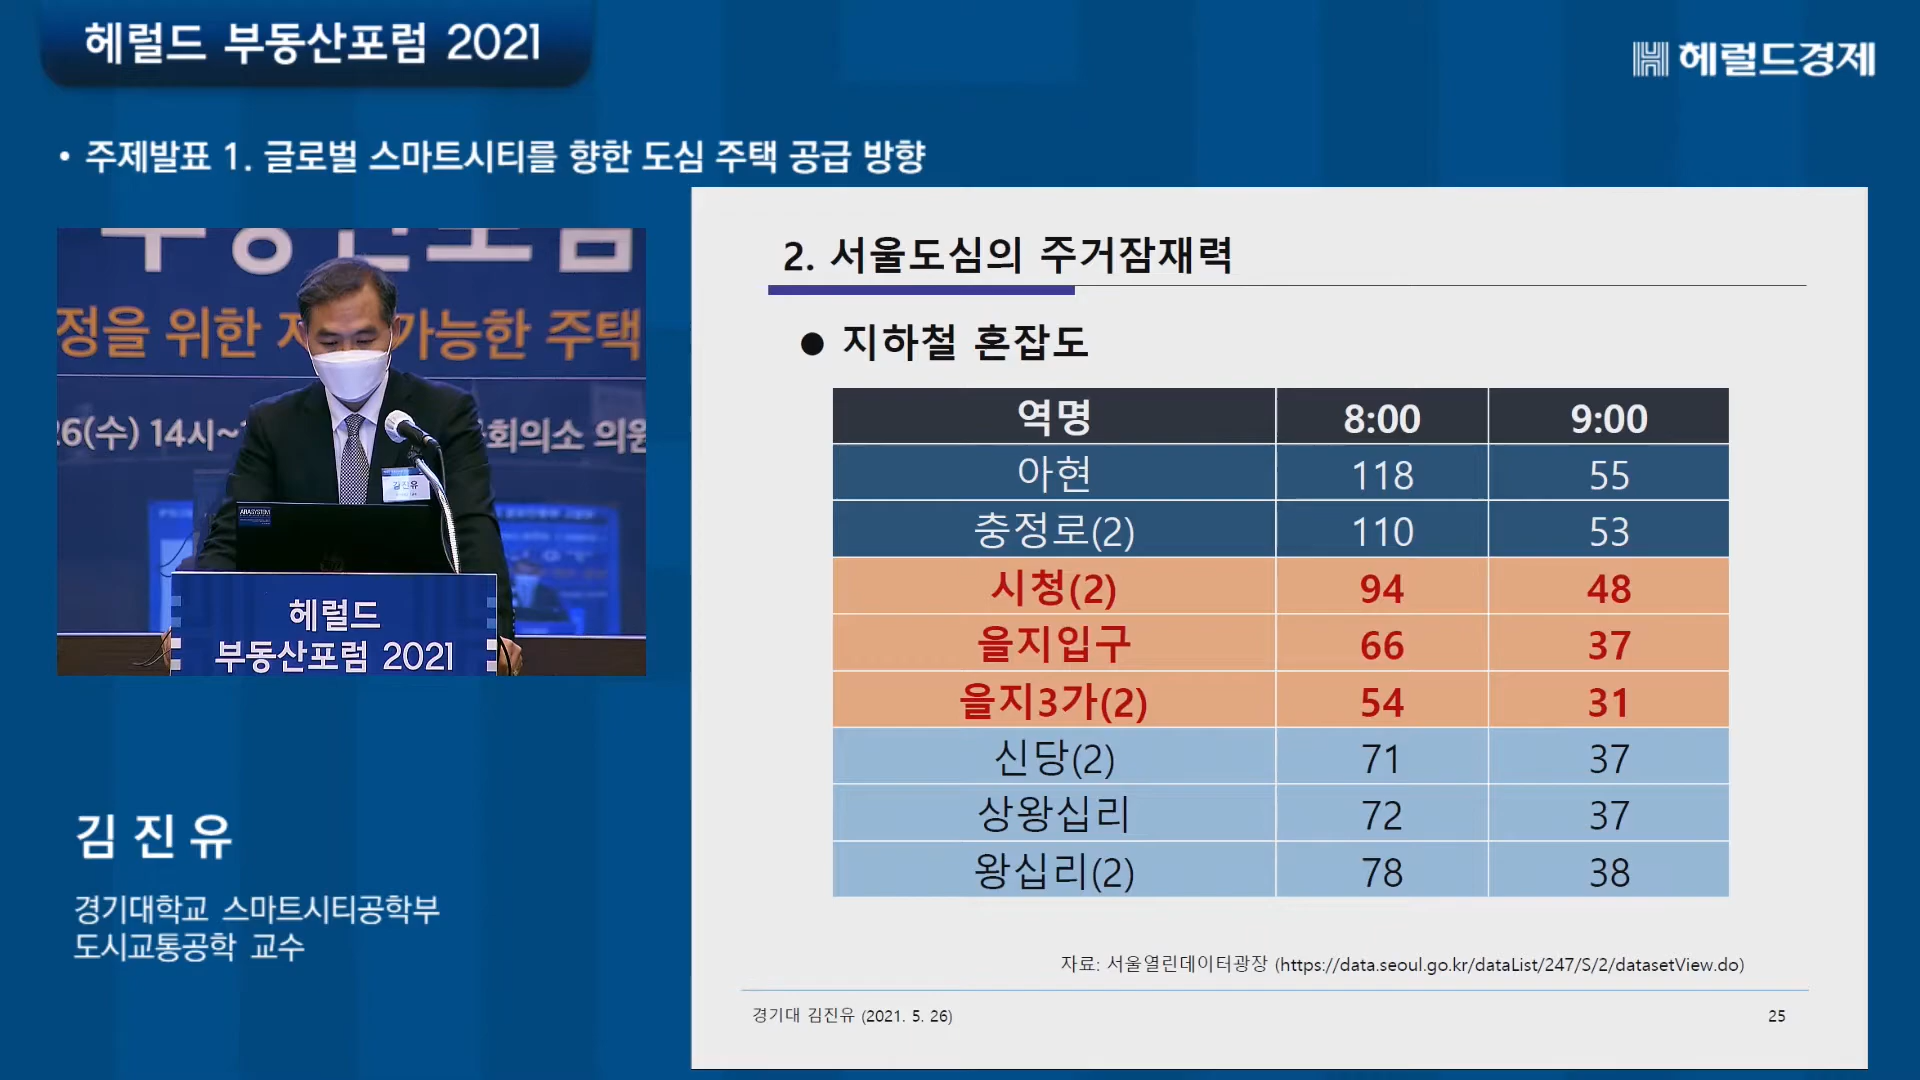 헤럴드 부동산포럼 2021
헤럴드경제
• 주제발표 1. 글로벌 스마트시티를 향한 도심 주택 공급 방향
정을 위한 지 가능한 주택
26(수) 14시~
회의소 의원
김진유
헤럴드
부동산포럼 2021
김진유
경기대학교 스마트시티공학부
도시교통공학 교수
2. 서울도심의 주거잠재력
● 지하철 혼잡도
역명 8:00 9:00
아현 118 55
충정로(2) 110 53
시청(2) 94 48
을지입구 66 37
을지3가(2) 54 31
신당(2) 71 37
상왕십리 72 37
왕십리(2) 78 38
자료: 서울열린데이터광장 (https://data.seoul.go.kr/dataList/247/S/2/datasetView.do)
경기대 김진유 (2021. 5. 26)
25